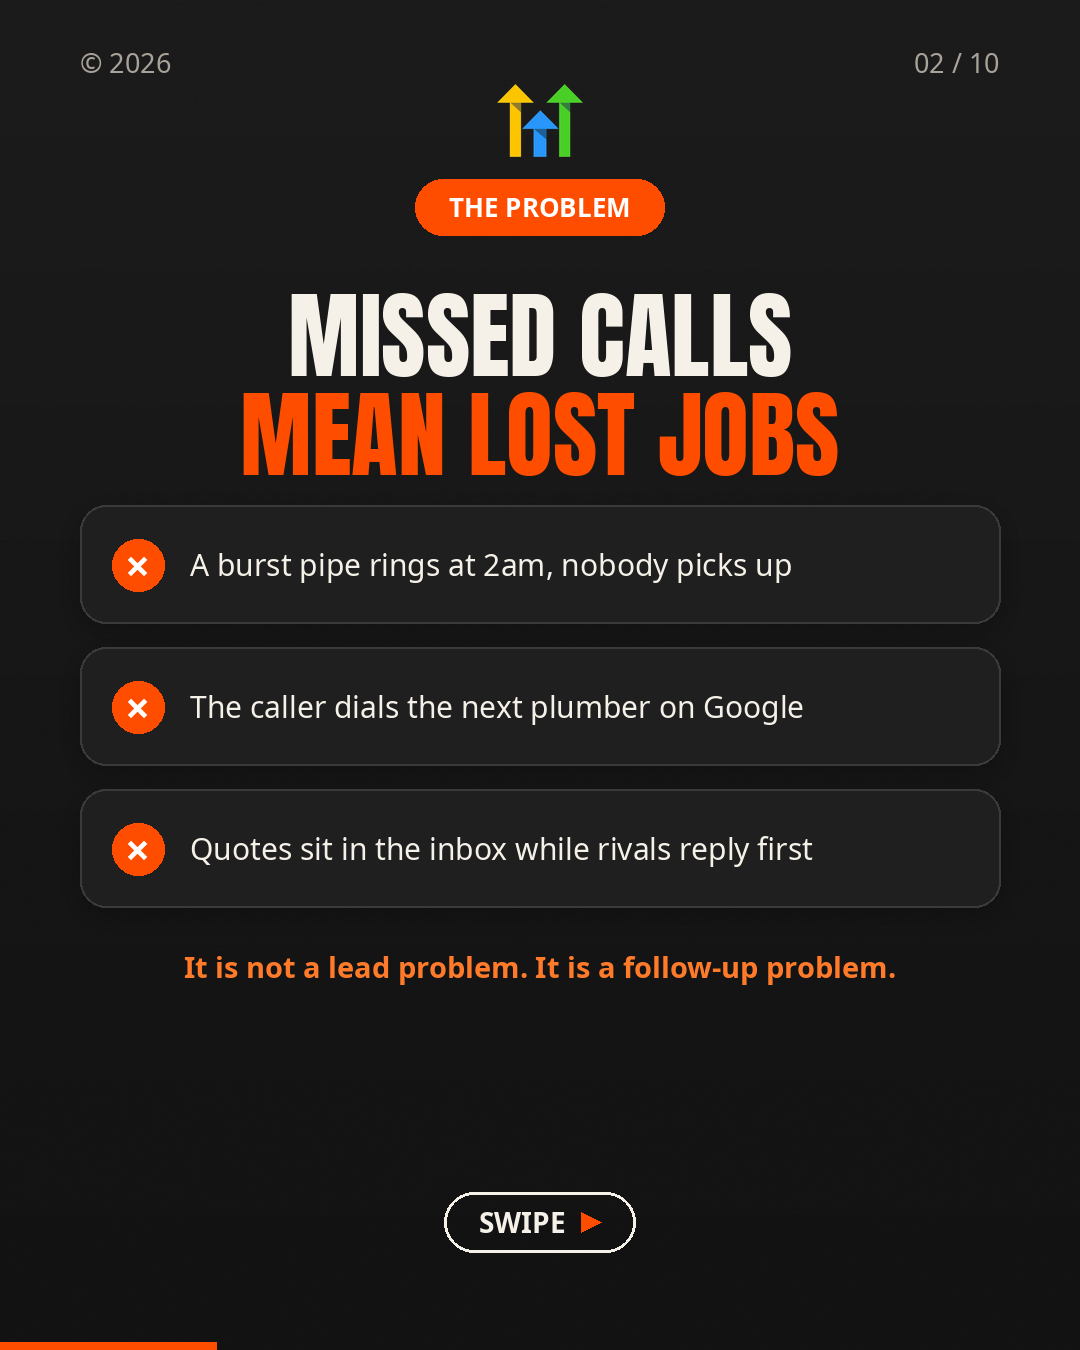 © 2026
02 / 10
THE PROBLEM
MISSED CALLS
MEAN LOST JOBS
A burst pipe rings at 2am, nobody picks up
The caller dials the next plumber on Google
Quotes sit in the inbox while rivals reply first
It is not a lead problem. It is a follow-up problem.
SWIPE